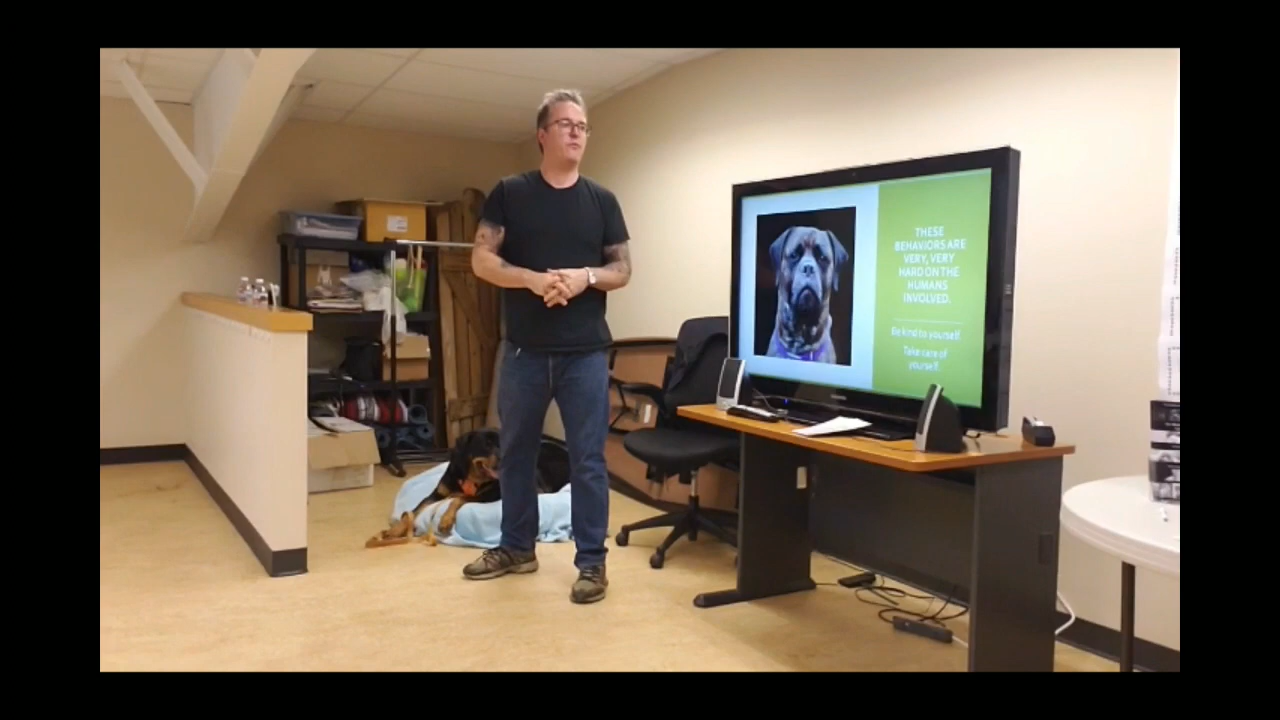 THESE
BEHAVIORS ARE
VERY, VERY
HARD ON THE
HUMANS
INVOLVED.
Be kind to yourself.
Take care of
yourself.